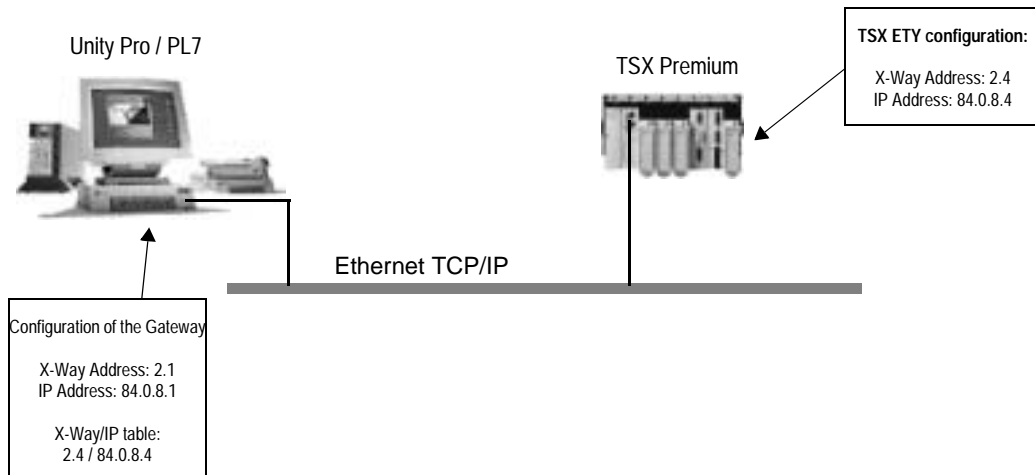 Unity Pro / PL7
TSX Premium
TSX ETY configuration:
X-Way Address: 2.4
IP Address: 84.0.8.4
Ethernet TCP/IP
Configuration of the Gateway
X-Way Address: 2.1
IP Address: 84.0.8.1
X-Way/IP table:
2.4 / 84.0.8.4